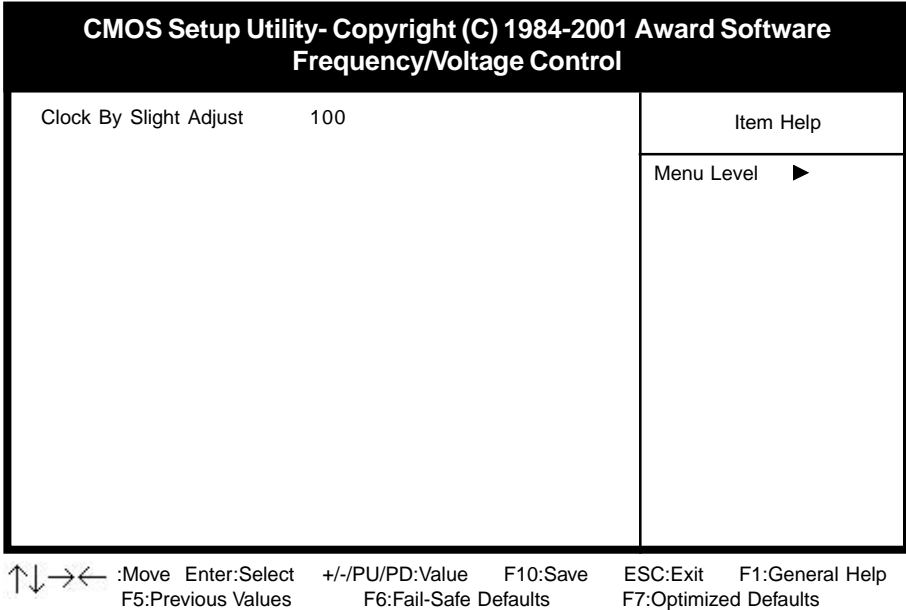 CMOS Setup Utility- Copyright (C) 1984-2001 Award Software
Frequency/Voltage Control
Clock By Slight Adjust 100
Item Help
Menu Level ▶
↑↓→← :Move Enter:Select +/-/PU/PD:Value F10:Save ESC:Exit F1:General Help
F5:Previous Values F6:Fail-Safe Defaults F7:Optimized Defaults